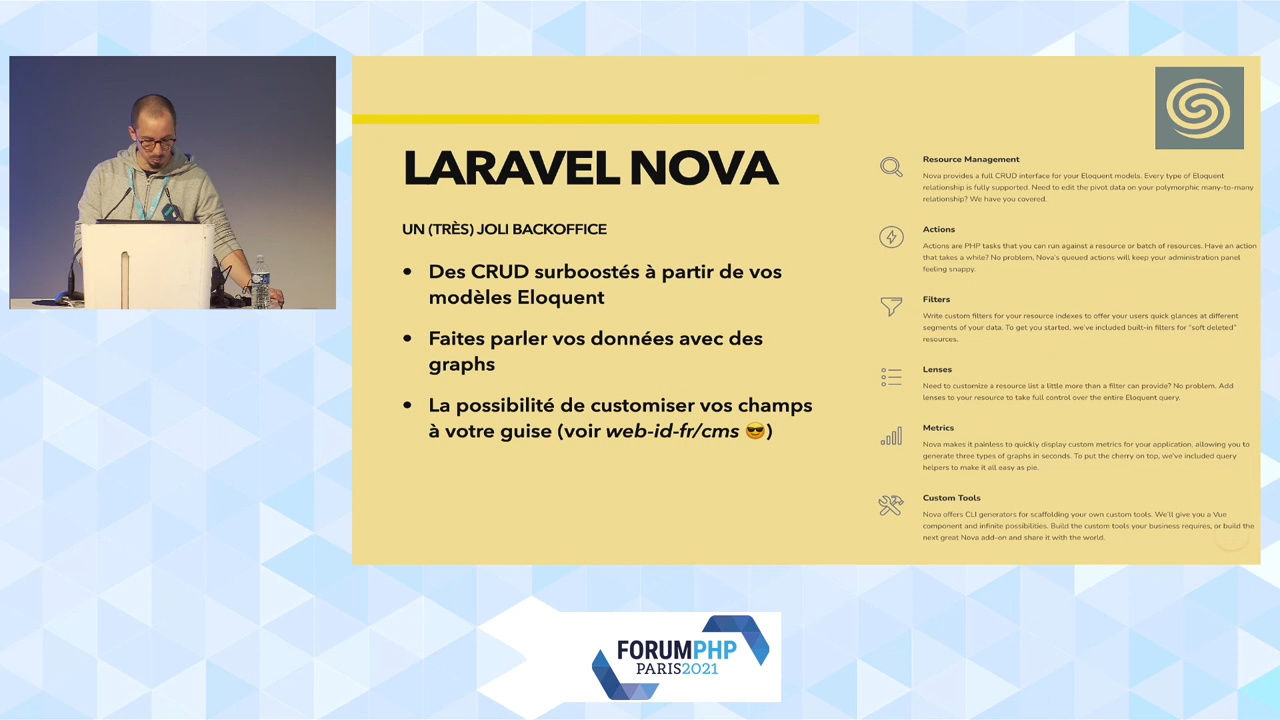 LARAVEL NOVA
UN (TRÈS) JOLI BACKOFFICE
• Des CRUD surboostés à partir de vos
modèles Eloquent
• Faites parler vos données avec des
graphs
• La possibilité de customiser vos champs
à votre guise (voir web-id-fr/cms 😎)
Resource Management
Nova provides a full CRUD interface for your Eloquent models. Every type of Eloquent
relationship is fully supported. Need to edit the pivot data on your polymorphic many-to-many
relationship? We have you covered.
Actions
Actions are PHP tasks that you can run against a resource or batch of resources. Have an action
that takes a while? No problem, Nova's queued actions will keep your administration panel
feeling snappy.
Filters
Write custom filters for your resource indexes to offer your users quick glances at different
segments of your data. To get you started, we've included built-in filters for "soft deleted"
resources.
Lenses
Need to customize a resource list a little more than a filter can provide? No problem. Add
lenses to your resource to take full control over the entire Eloquent query.
Metrics
Nova makes it painless to quickly display custom metrics for your application, allowing you to
generate three types of graphs in seconds. To put the cherry on top, we've included query
helpers to make it all easy as pie.
Custom Tools
Nova offers CLI generators for scaffolding your own custom tools. We'll give you a Vue
component and infinite possibilities. Build the custom tools your business requires, or build the
next great Nova add-on and share it with the world.
FORUMPHP
PARIS2021